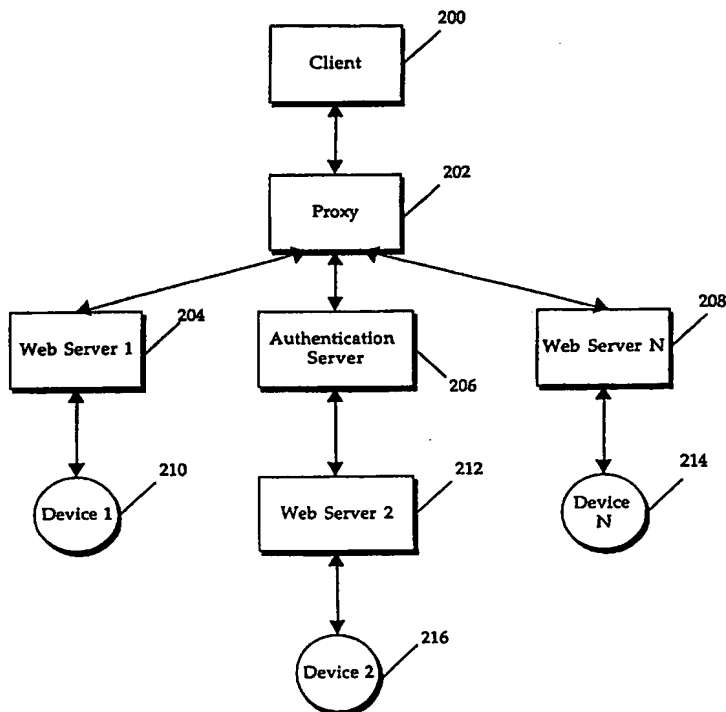 200
Client
202
Proxy
204
208
Web Server 1
Authentication
Server
Web Server N
206
210
212
214
Device 1
Web Server 2
Device
N
216
Device 2